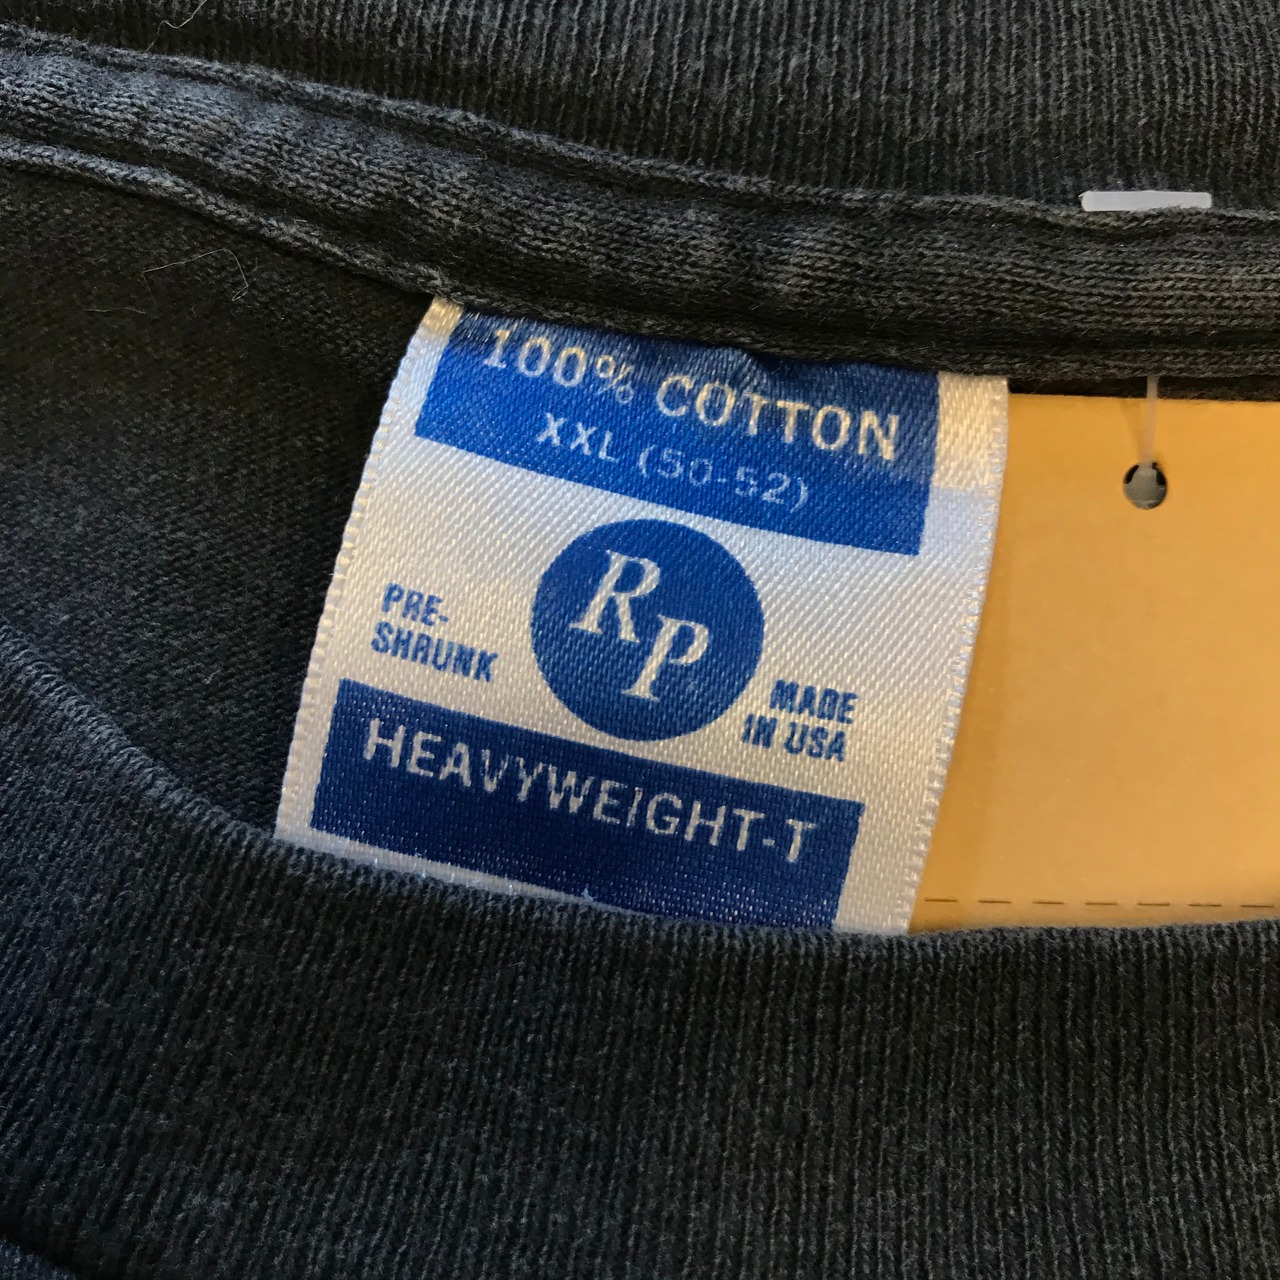 100% COTTON
XXL (50-52)
RP
PRE-
SHRUNK
MADE
IN USA
HEAVYWEIGHT-T